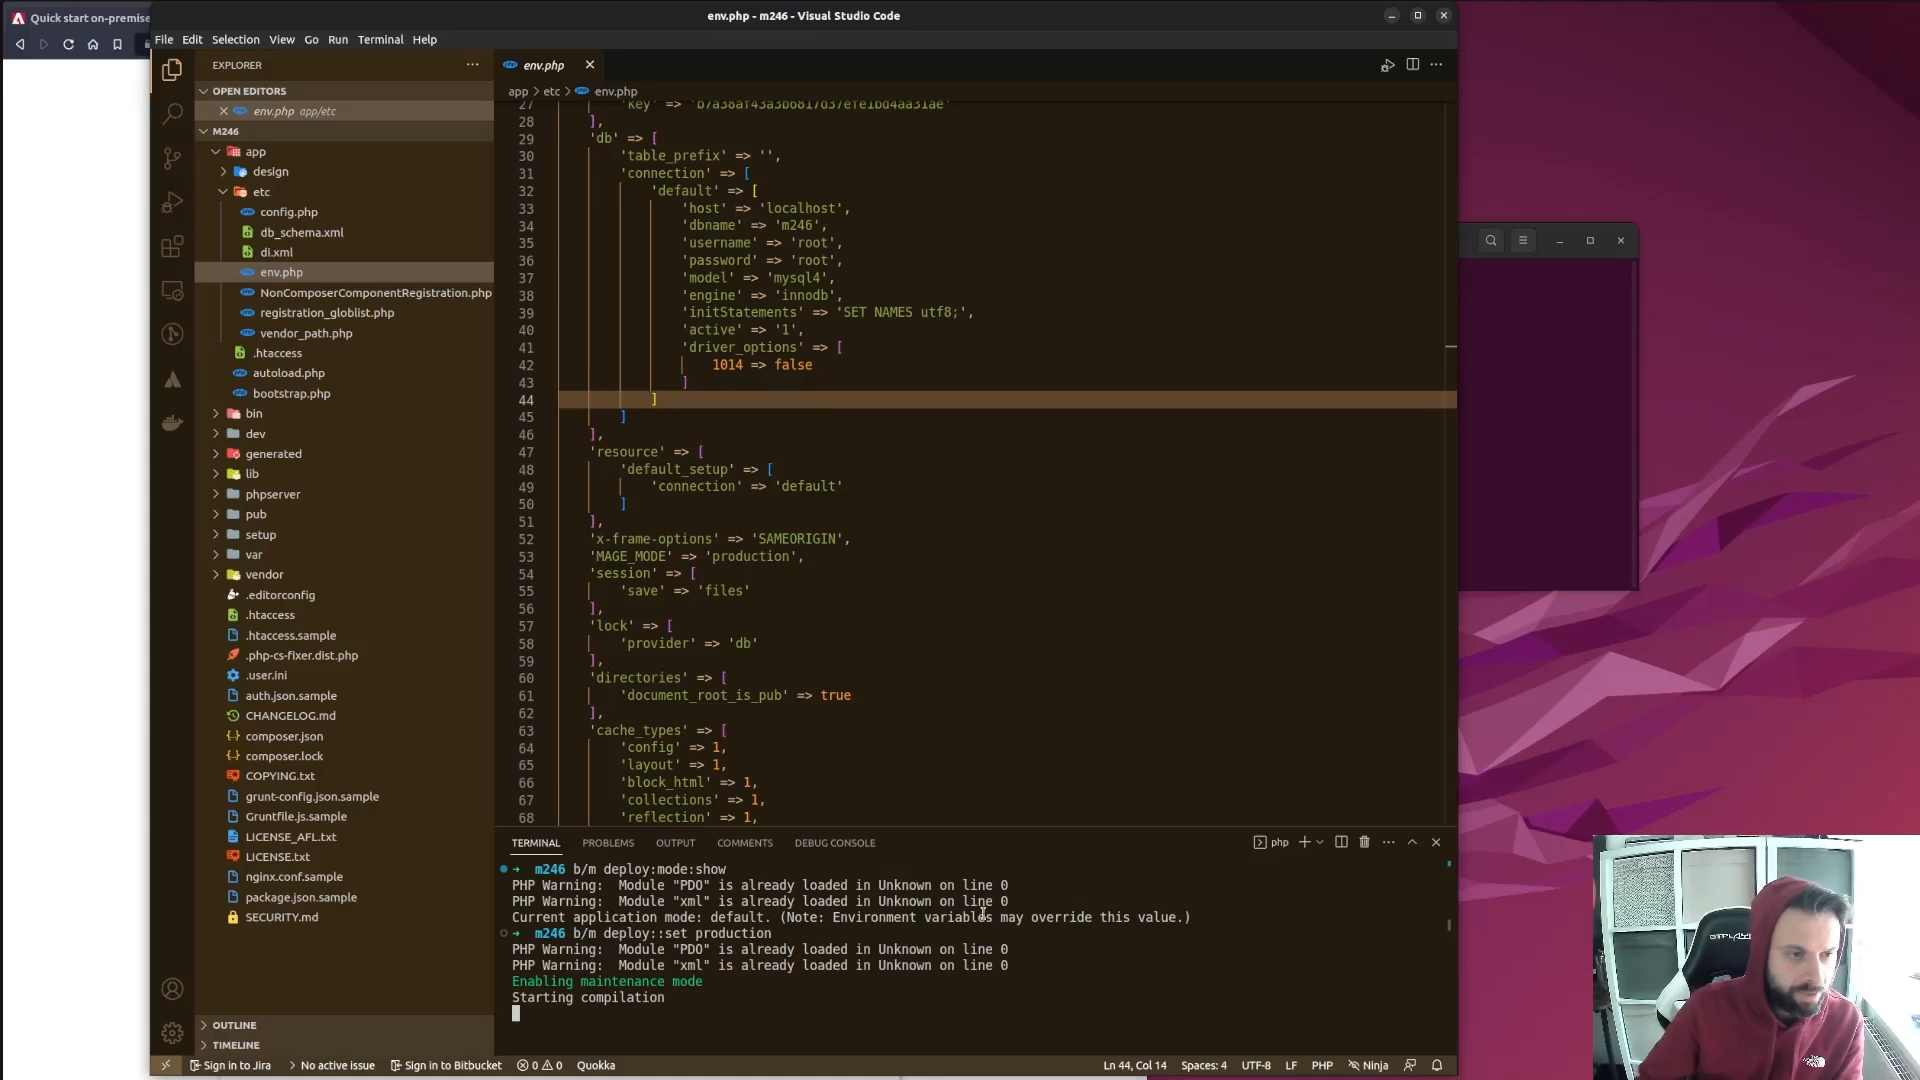 Quick start on-premise
env.php - m246 - Visual Studio Code
File Edit Selection View Go Run Terminal Help
EXPLORER
OPEN EDITORS
env.php app/etc
M246
app
design
etc
config.php
db_schema.xml
di.xml
env.php
NonComposerComponentRegistration.php
registration_globlist.php
vendor_path.php
.htaccess
autoload.php
bootstrap.php
bin
dev
generated
lib
phpserver
pub
setup
var
vendor
.editorconfig
.htaccess
.htaccess.sample
.php-cs-fixer.dist.php
.user.ini
auth.json.sample
CHANGELOG.md
composer.json
composer.lock
COPYING.txt
grunt-config.json.sample
Gruntfile.js.sample
LICENSE_AFL.txt
LICENSE.txt
nginx.conf.sample
package.json.sample
SECURITY.md
OUTLINE
TIMELINE
env.php
app > etc > env.php
27 'key' => 'b7a38af43a3b6817d37efe1bd4aa31ae'
28 ],
29 'db' => [
30 'table_prefix' => '',
31 'connection' => [
32 'default' => [
33 'host' => 'localhost',
34 'dbname' => 'm246',
35 'username' => 'root',
36 'password' => 'root',
37 'model' => 'mysql4',
38 'engine' => 'innodb',
39 'initStatements' => 'SET NAMES utf8;',
40 'active' => '1',
41 'driver_options' => [
42 1014 => false
43 ]
44 ]
45 ]
46 ],
47 'resource' => [
48 'default_setup' => [
49 'connection' => 'default'
50 ]
51 ],
52 'x-frame-options' => 'SAMEORIGIN',
53 'MAGE_MODE' => 'production',
54 'session' => [
55 'save' => 'files'
56 ],
57 'lock' => [
58 'provider' => 'db'
59 ],
60 'directories' => [
61 'document_root_is_pub' => true
62 ],
63 'cache_types' => [
64 'config' => 1,
65 'layout' => 1,
66 'block_html' => 1,
67 'collections' => 1,
68 'reflection' => 1,
TERMINAL PROBLEMS OUTPUT COMMENTS DEBUG CONSOLE
php
→ m246 b/m deploy:mode:show
PHP Warning: Module "PDO" is already loaded in Unknown on line 0
PHP Warning: Module "xml" is already loaded in Unknown on line 0
Current application mode: default. (Note: Environment variables may override this value.)
→ m246 b/m deploy::set production
PHP Warning: Module "PDO" is already loaded in Unknown on line 0
PHP Warning: Module "xml" is already loaded in Unknown on line 0
Enabling maintenance mode
Starting compilation
Sign in to Jira No active issue Sign in to Bitbucket 0 0 Quokka
Ln 44, Col 14 Spaces: 4 UTF-8 LF PHP Ninja